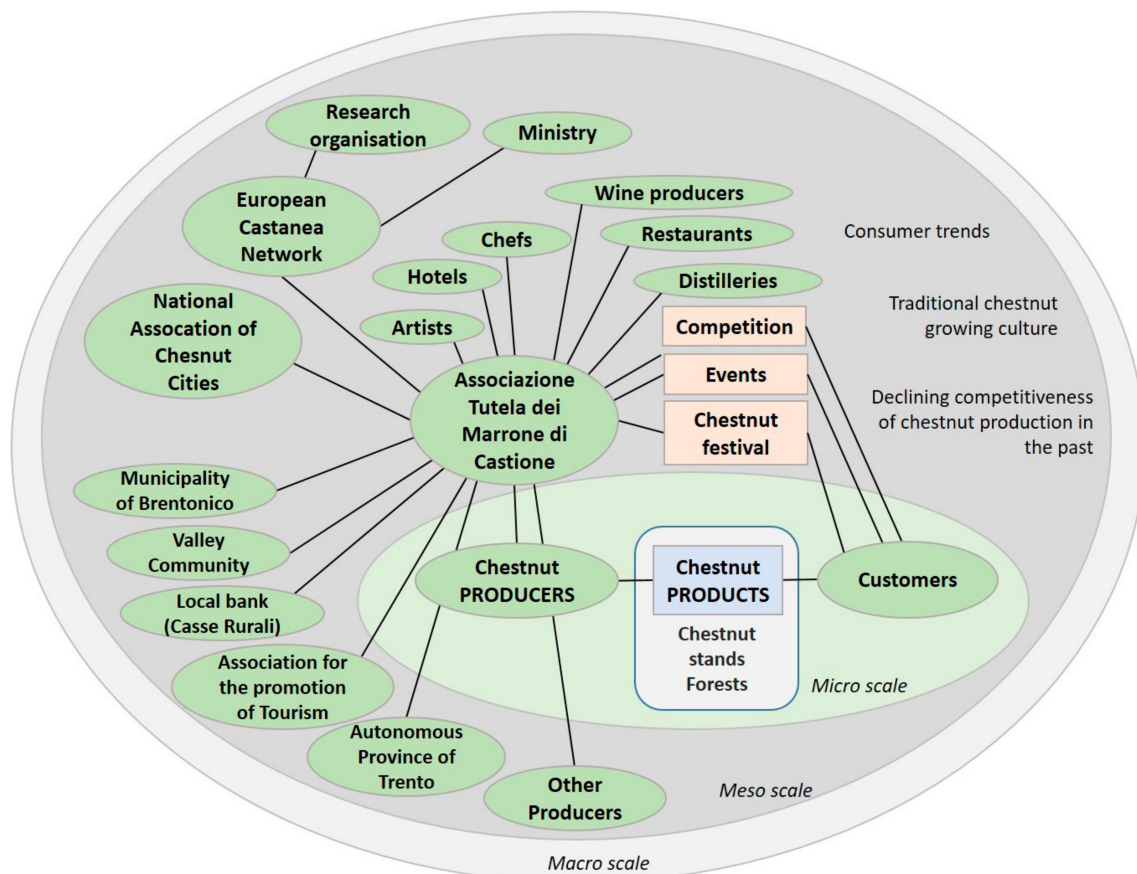 Research
organisation
Ministry
European
Castanea
Network
Wine producers
Chefs
Restaurants
Consumer trends
Hotels
Distilleries
National
Assocation of
Chesnut
Cities
Artists
Competition
Traditional chestnut
growing culture
Associazione
Tutela dei
Marrone di
Castione
Events
Chestnut
festival
Declining competitiveness
of chestnut production in
the past
Municipality
of Brentonico
Valley
Community
Chestnut
PRODUCERS
Chestnut
PRODUCTS
Customers
Local bank
(Casse Rurali)
Chestnut
stands
Forests
Micro scale
Association for
the promotion
of Tourism
Autonomous
Province of
Trento
Other
Producers
Meso scale
Macro scale